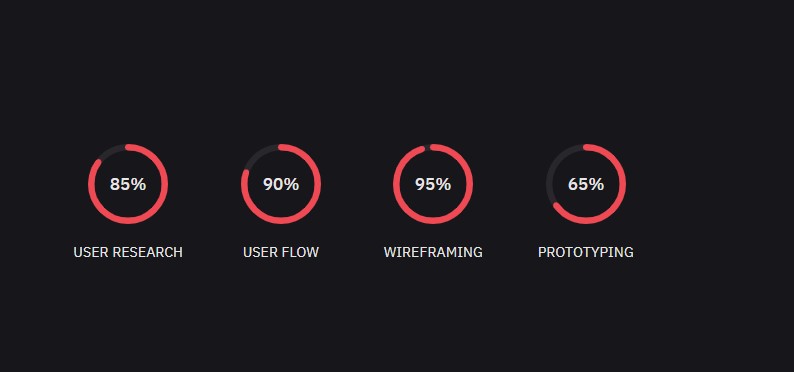 85%
90%
95%
65%
USER RESEARCH
USER FLOW
WIREFRAMING
PROTOTYPING